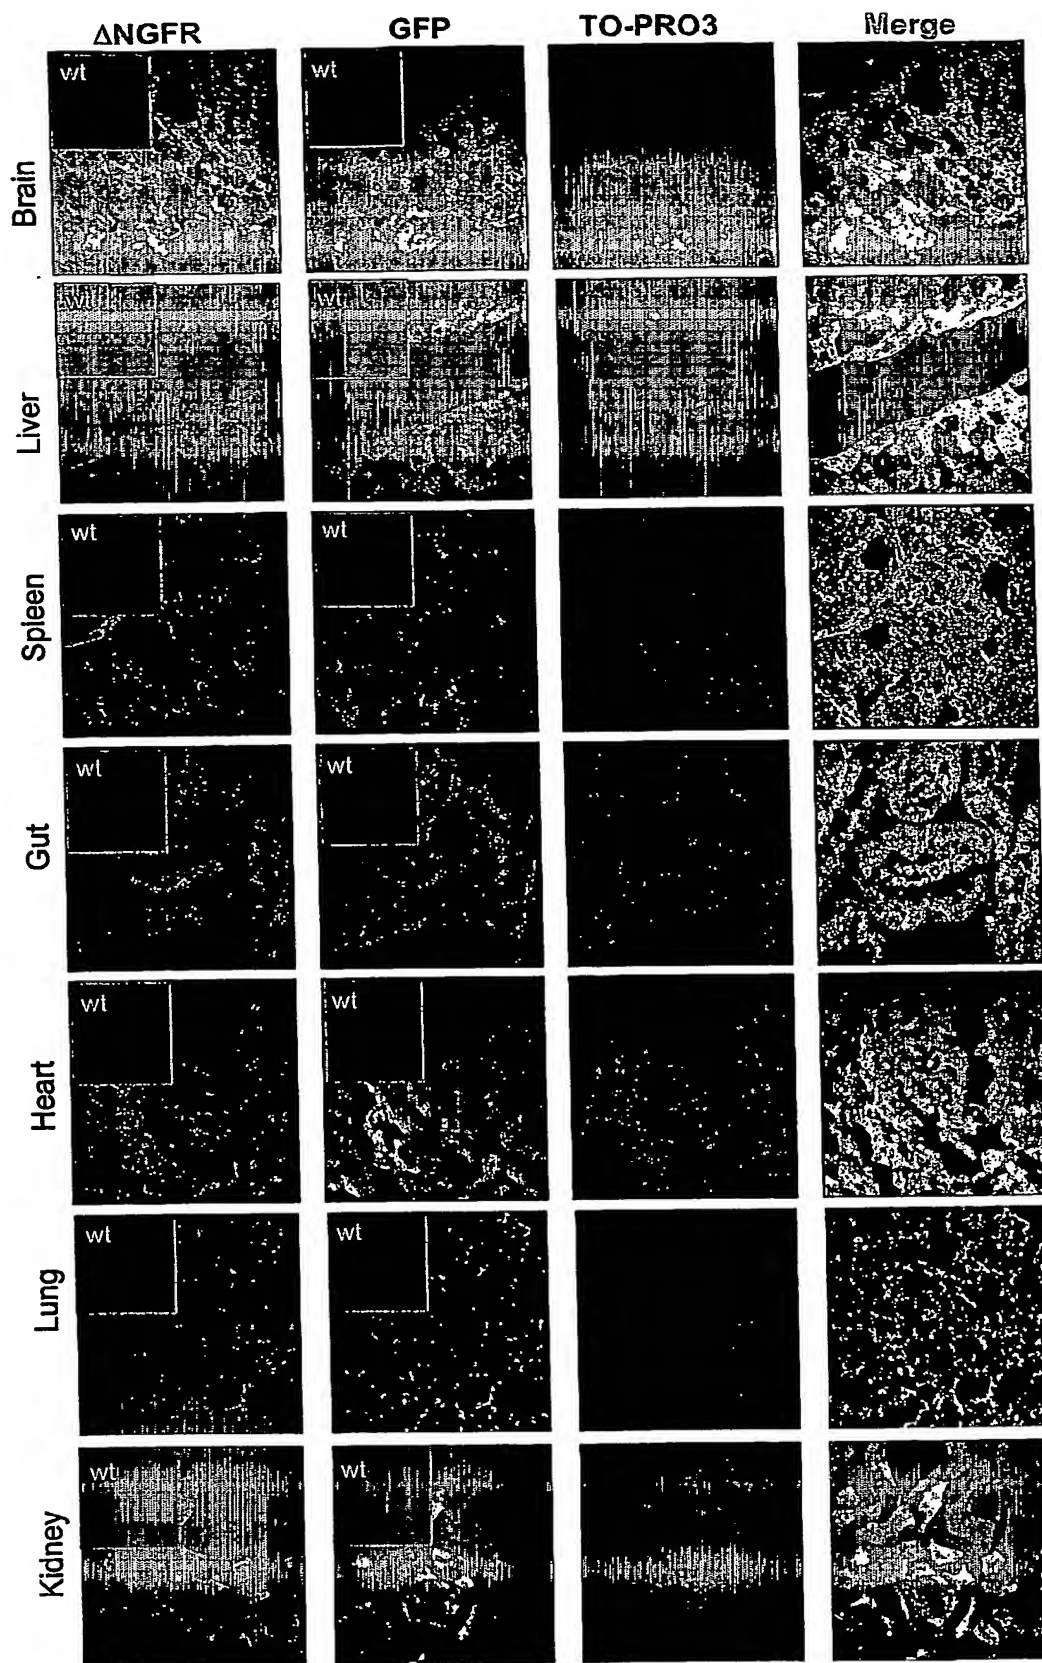 ΔNGFR GFP TO-PRO3 Merge
Brain wt wt
Liver wt wt
Spleen wt wt
Gut wt wt
Heart wt wt
Lung wt wt
Kidney wt wt